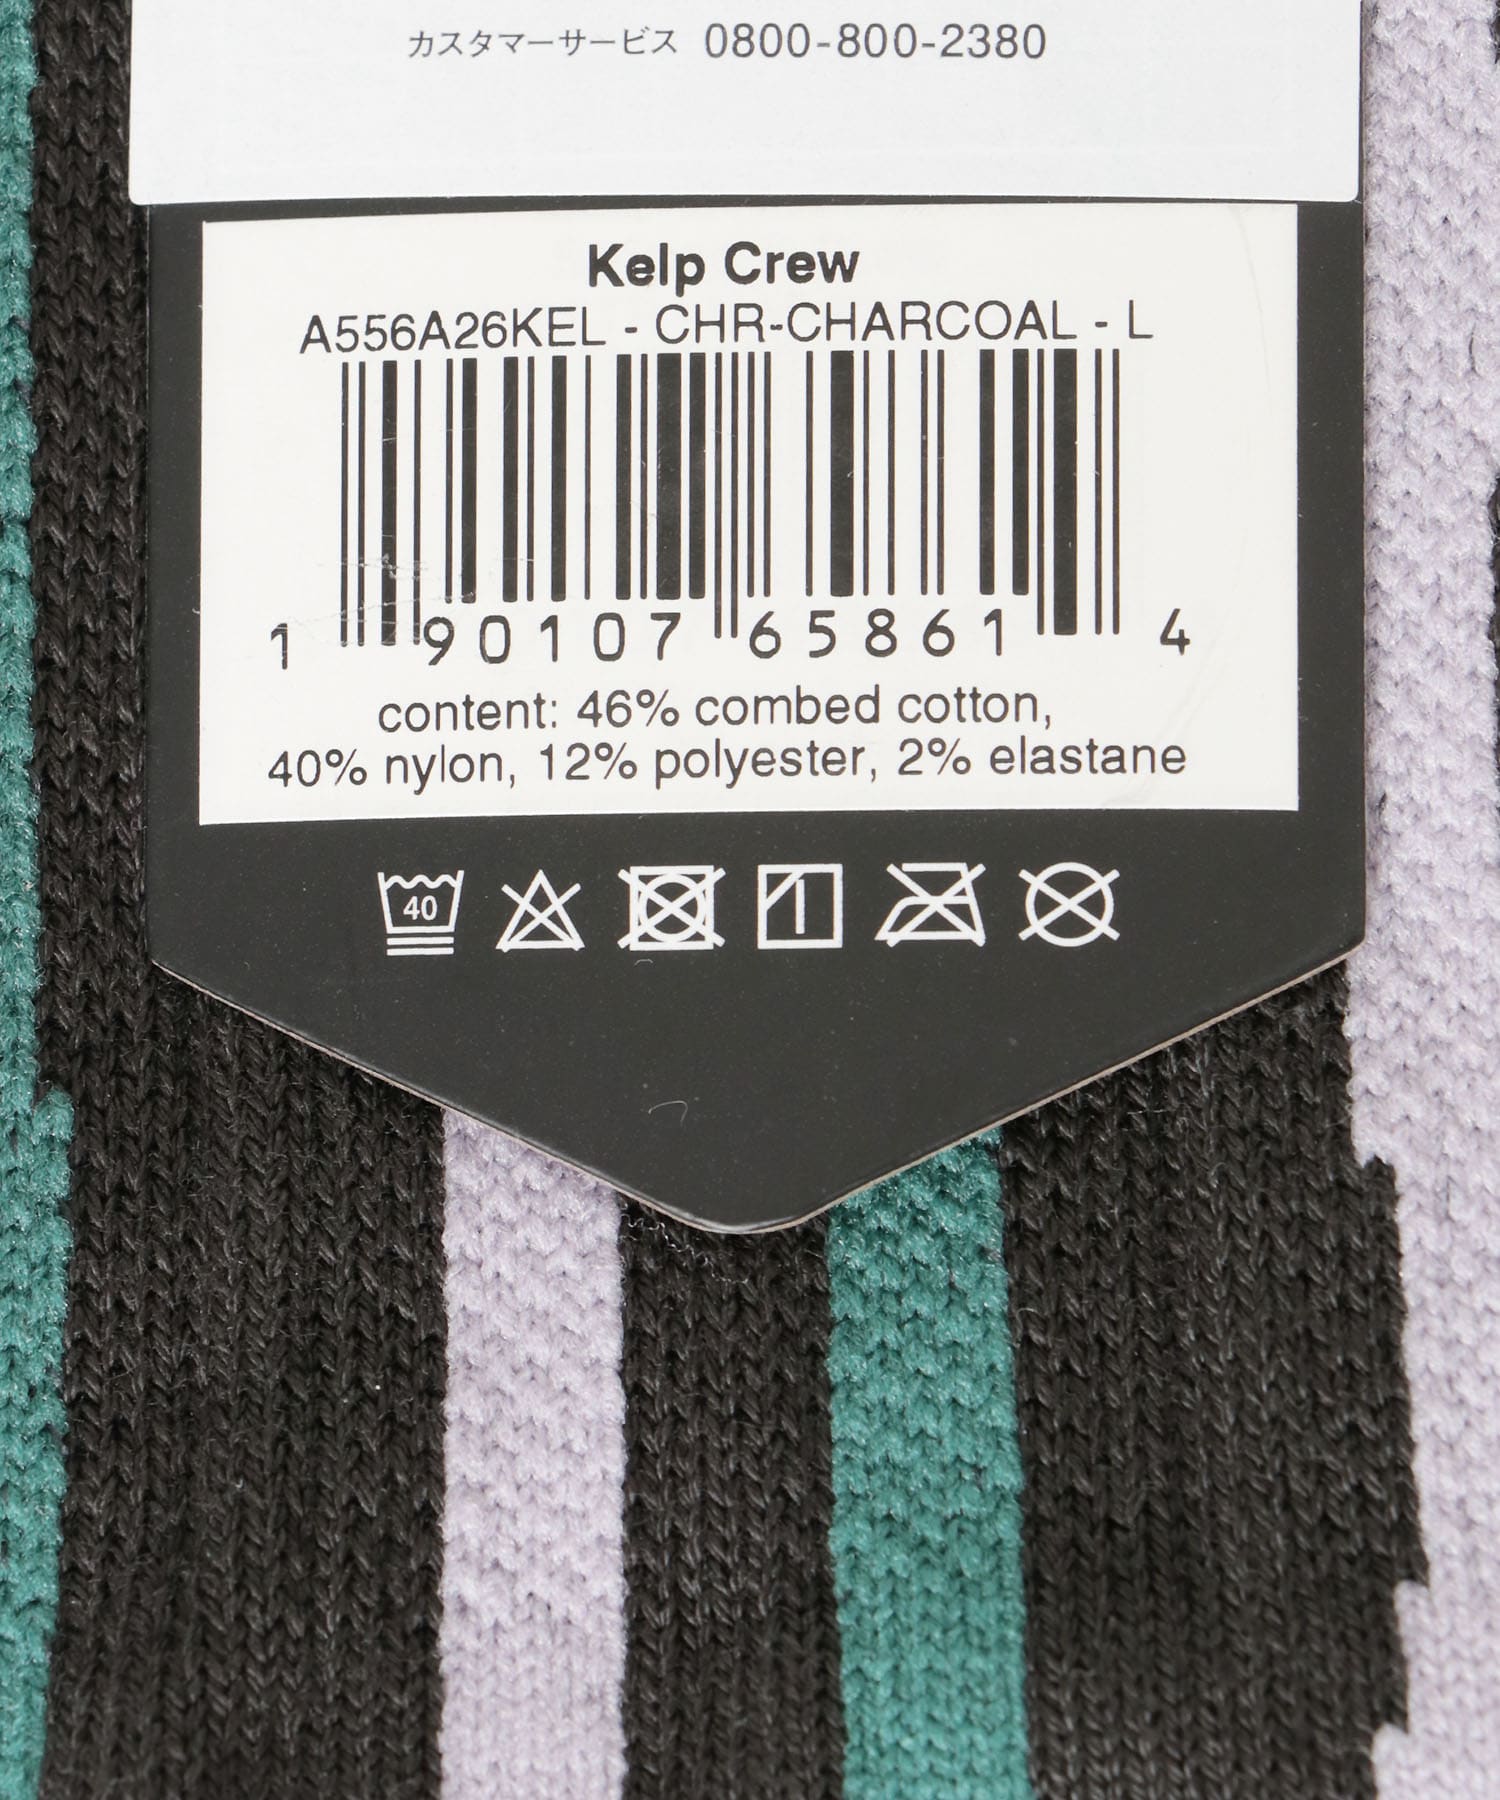 カスタマーサービス 0800-800-2380
Kelp Crew
A556A26KEL - CHR-CHARCOAL - L
1 90107 65861 4
content: 46% combed cotton,
40% nylon, 12% polyester, 2% elastane
40